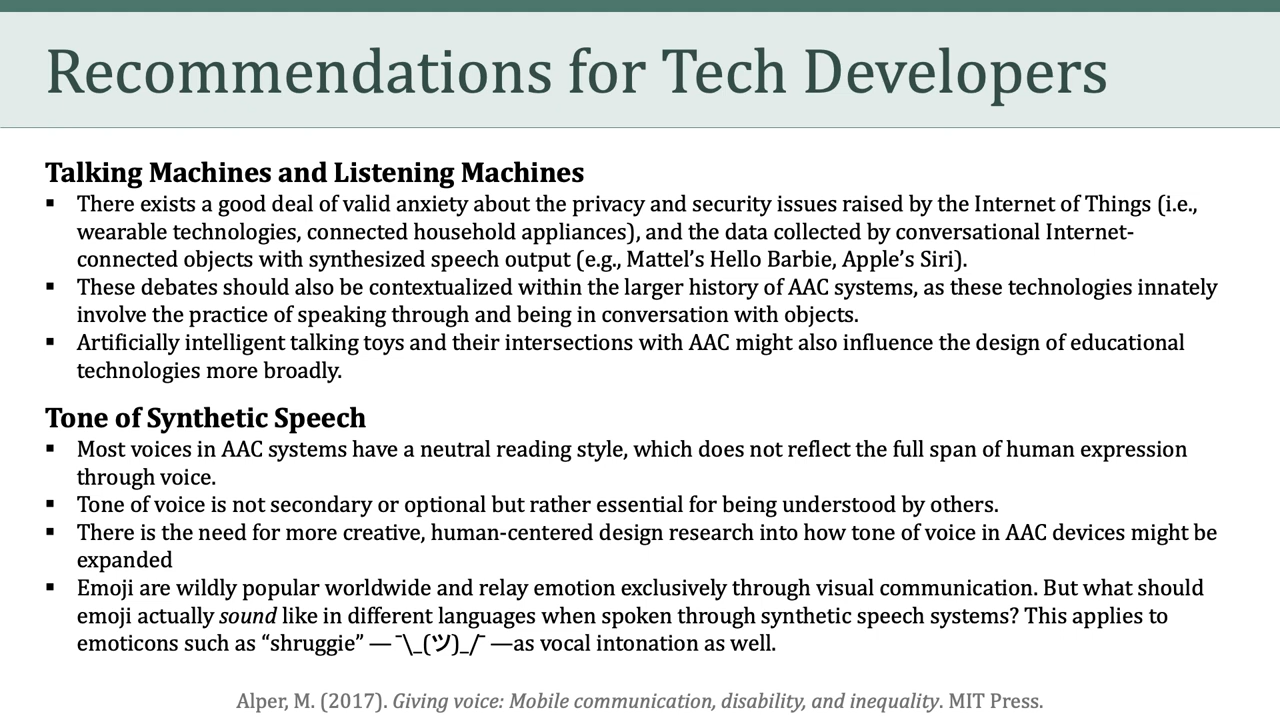 Recommendations for Tech Developers
Talking Machines and Listening Machines
▪ There exists a good deal of valid anxiety about the privacy and security issues raised by the Internet of Things (i.e.,
wearable technologies, connected household appliances), and the data collected by conversational Internet-
connected objects with synthesized speech output (e.g., Mattel’s Hello Barbie, Apple’s Siri).
▪ These debates should also be contextualized within the larger history of AAC systems, as these technologies innately
involve the practice of speaking through and being in conversation with objects.
▪ Artificially intelligent talking toys and their intersections with AAC might also influence the design of educational
technologies more broadly.
Tone of Synthetic Speech
▪ Most voices in AAC systems have a neutral reading style, which does not reflect the full span of human expression
through voice.
▪ Tone of voice is not secondary or optional but rather essential for being understood by others.
▪ There is the need for more creative, human-centered design research into how tone of voice in AAC devices might be
expanded
▪ Emoji are wildly popular worldwide and relay emotion exclusively through visual communication. But what should
emoji actually sound like in different languages when spoken through synthetic speech systems? This applies to
emoticons such as “shruggie” — ¯\_(ツ)_/¯ —as vocal intonation as well.
Alper, M. (2017). Giving voice: Mobile communication, disability, and inequality. MIT Press.